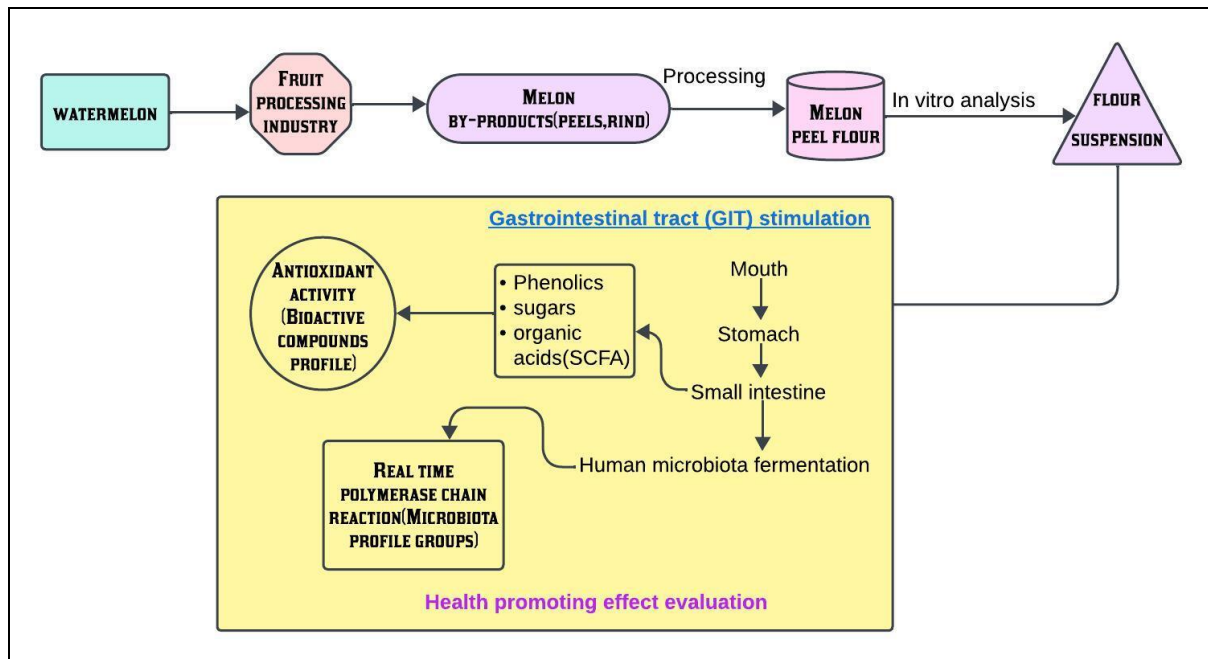 WATERMELON
FRUIT
PROCESSING
INDUSTRY
MELON
BY-PRODUCTS(PEELS,RIND)
Processing
MELON
PEEL FLOUR
In vitro analysis
FLOUR
SUSPENSION
Gastrointestinal tract (GIT) stimulation
Mouth
Stomach
Small intestine
Human microbiota fermentation
• Phenolics
• sugars
• organic
acids(SCFA)
ANTIOXIDANT
ACTIVITY
(BIOACTIVE
COMPOUNDS
PROFILE)
REAL TIME
POLYMERASE CHAIN
REACTION(MICROBIOTA
PROFILE GROUPS)
Health promoting effect evaluation